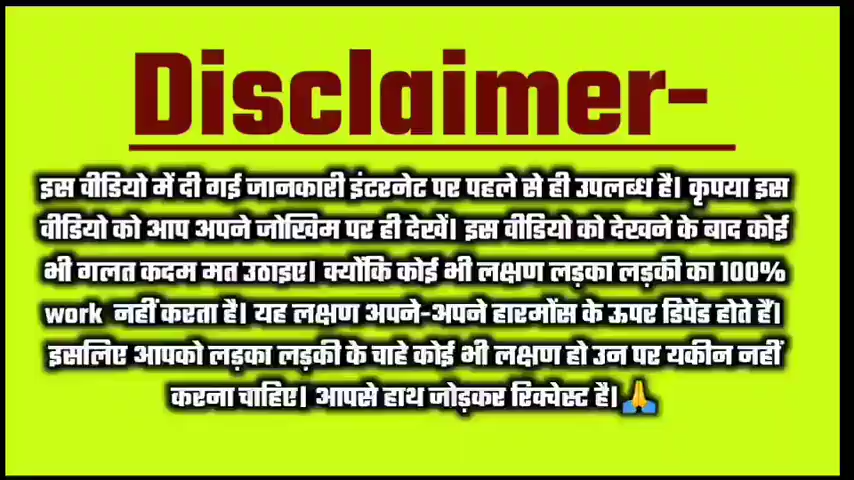 Disclaimer-
इस वीडियो में दी गई जानकारी इंटरनेट पर पहले से ही उपलब्ध है। कृपया इस
वीडियो को आप अपने जोखिम पर ही देखें। इस वीडियो को देखने के बाद कोई
भी गलत कदम मत उठाइए। क्योंकि कोई भी लक्षण लड़का लड़की का 100%
work नहीं करता है। यह लक्षण अपने-अपने हारमोंस के ऊपर डिपेंड होते हैं।
इसलिए आपको लड़का लड़की के चाहे कोई भी लक्षण हो उन पर यकीन नहीं
करना चाहिए। आपसे हाथ जोड़कर रिक्वेस्ट है।🙏